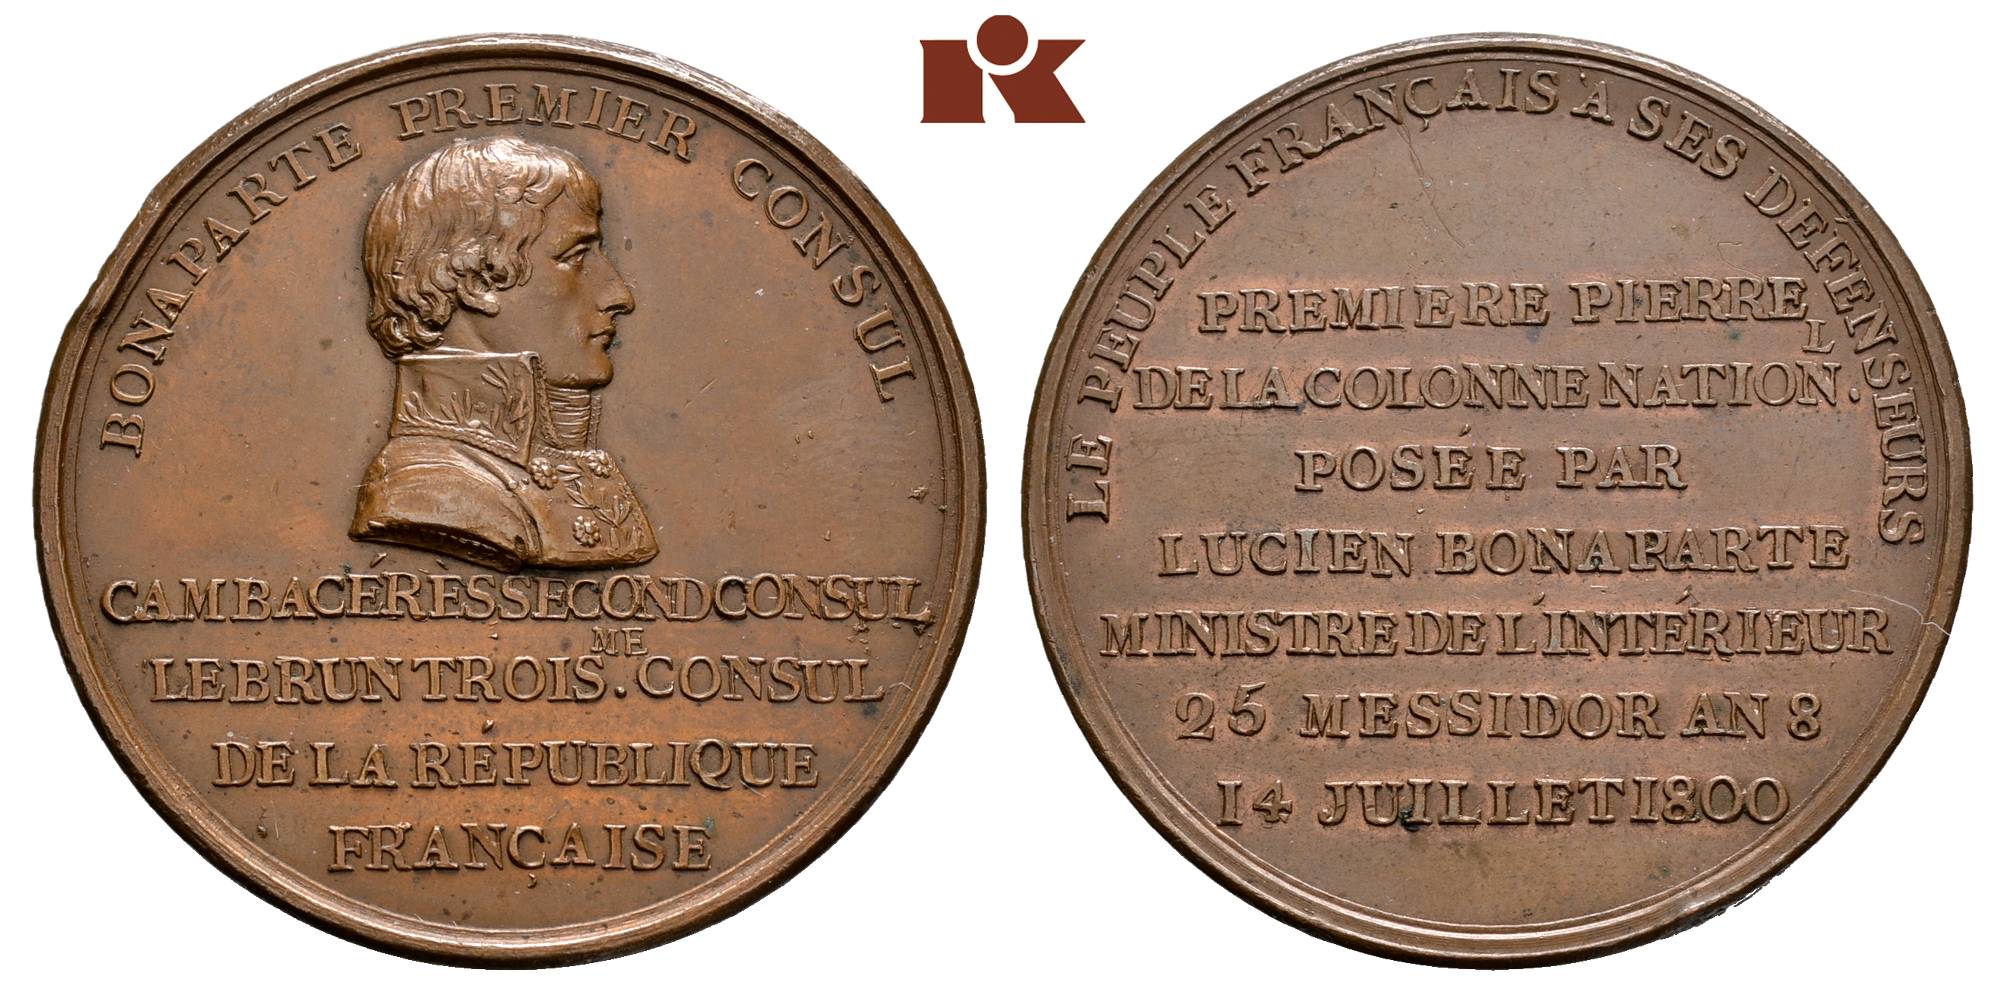 BONAPARTE PREMIER CONSUL
CAMBACÉRÈS SECOND CONSUL
LEBRUN TROIS.ME CONSUL
DE LA RÉPUBLIQUE
FRANÇAISE
LE PEUPLE FRANÇAIS À SES DÉFENSEURS
PREMIERE PIERRE
DE LA COLONNE NATION.L
POSÉE PAR
LUCIEN BONAPARTE
MINISTRE DE L'INTÉRIEUR
25 MESSIDOR AN 8
14 JUILLET 1800